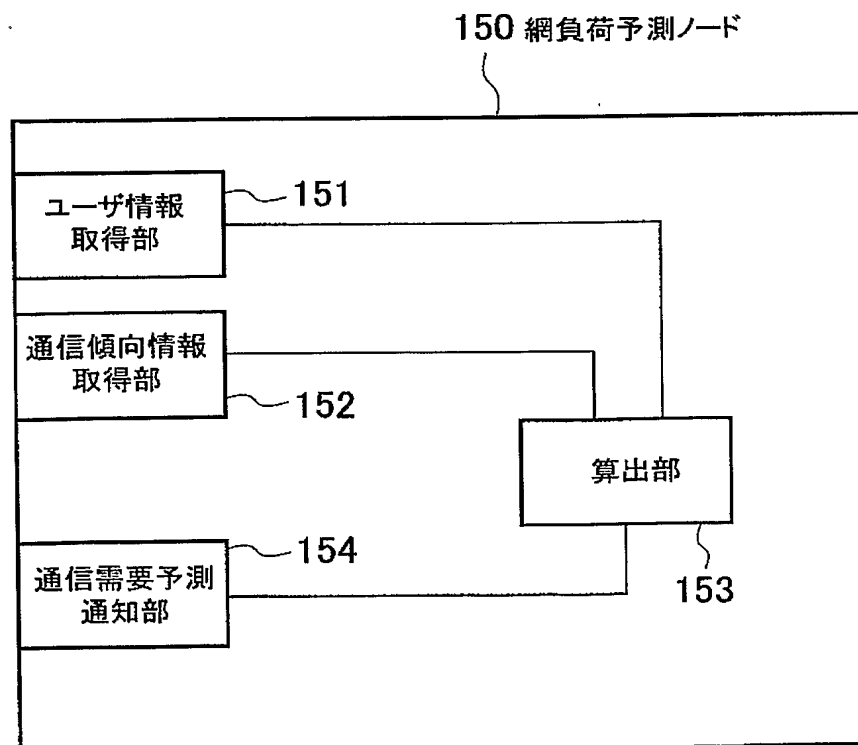 150 網負荷予測ノード
ユーザ情報
取得部
151
通信傾向情報
取得部
152
算出部
153
通信需要予測
通知部
154